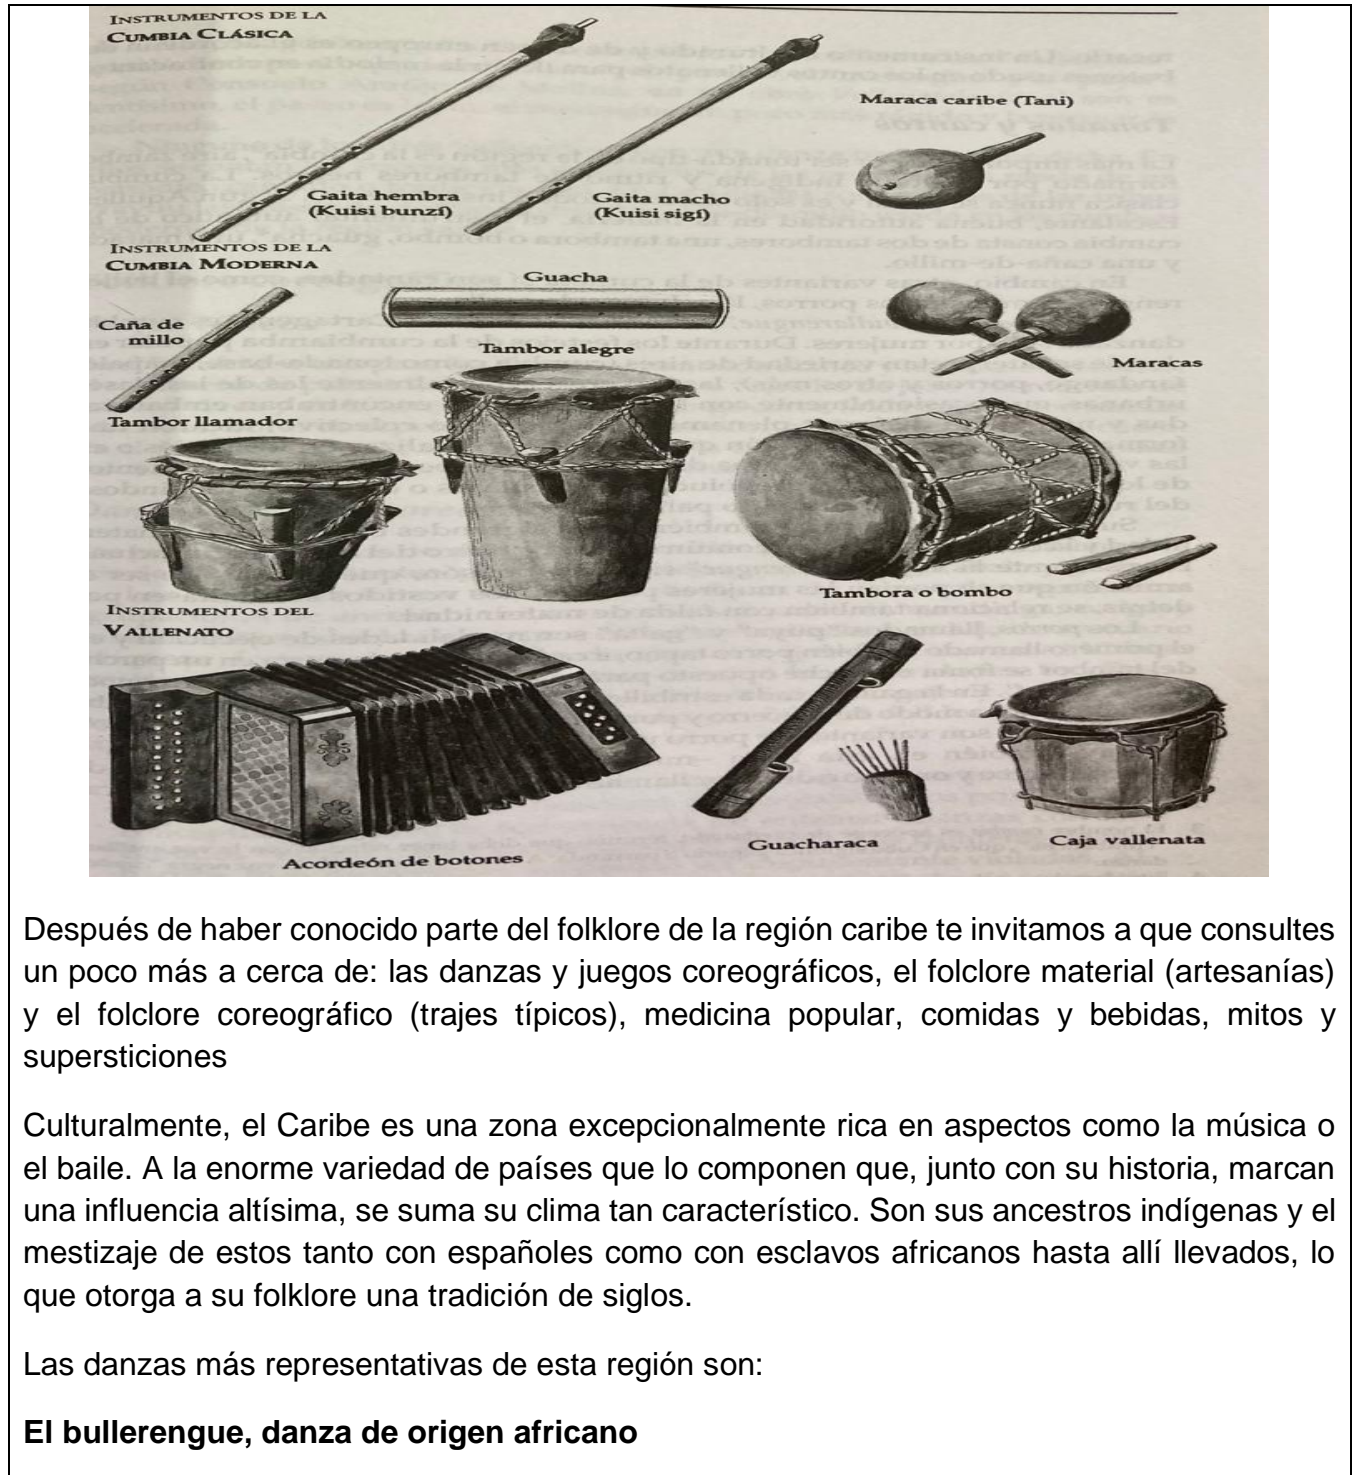 INSTRUMENTOS DE LA
CUMBIA CLÁSICA
Maraca caribe (Tani)
Gaita hembra
(Kuisi bunzí)
Gaita macho
(Kuisi sigí)
INSTRUMENTOS DE LA
CUMBIA MODERNA
Guacha
Caña de
millo
Tambor alegre
Maracas
Tambor llamador
Tambora o bombo
INSTRUMENTOS DEL
VALLENATO
Acordeón de botones
Guacharaca
Caja vallenata
Después de haber conocido parte del folklore de la región caribe te invitamos a que consultes
un poco más a cerca de: las danzas y juegos coreográficos, el folclore material (artesanías)
y el folclore coreográfico (trajes típicos), medicina popular, comidas y bebidas, mitos y
supersticiones
Culturalmente, el Caribe es una zona excepcionalmente rica en aspectos como la música o
el baile. A la enorme variedad de países que lo componen que, junto con su historia, marcan
una influencia altísima, se suma su clima tan característico. Son sus ancestros indígenas y el
mestizaje de estos tanto con españoles como con esclavos africanos hasta allí llevados, lo
que otorga a su folklore una tradición de siglos.
Las danzas más representativas de esta región son:
El bullerengue, danza de origen africano